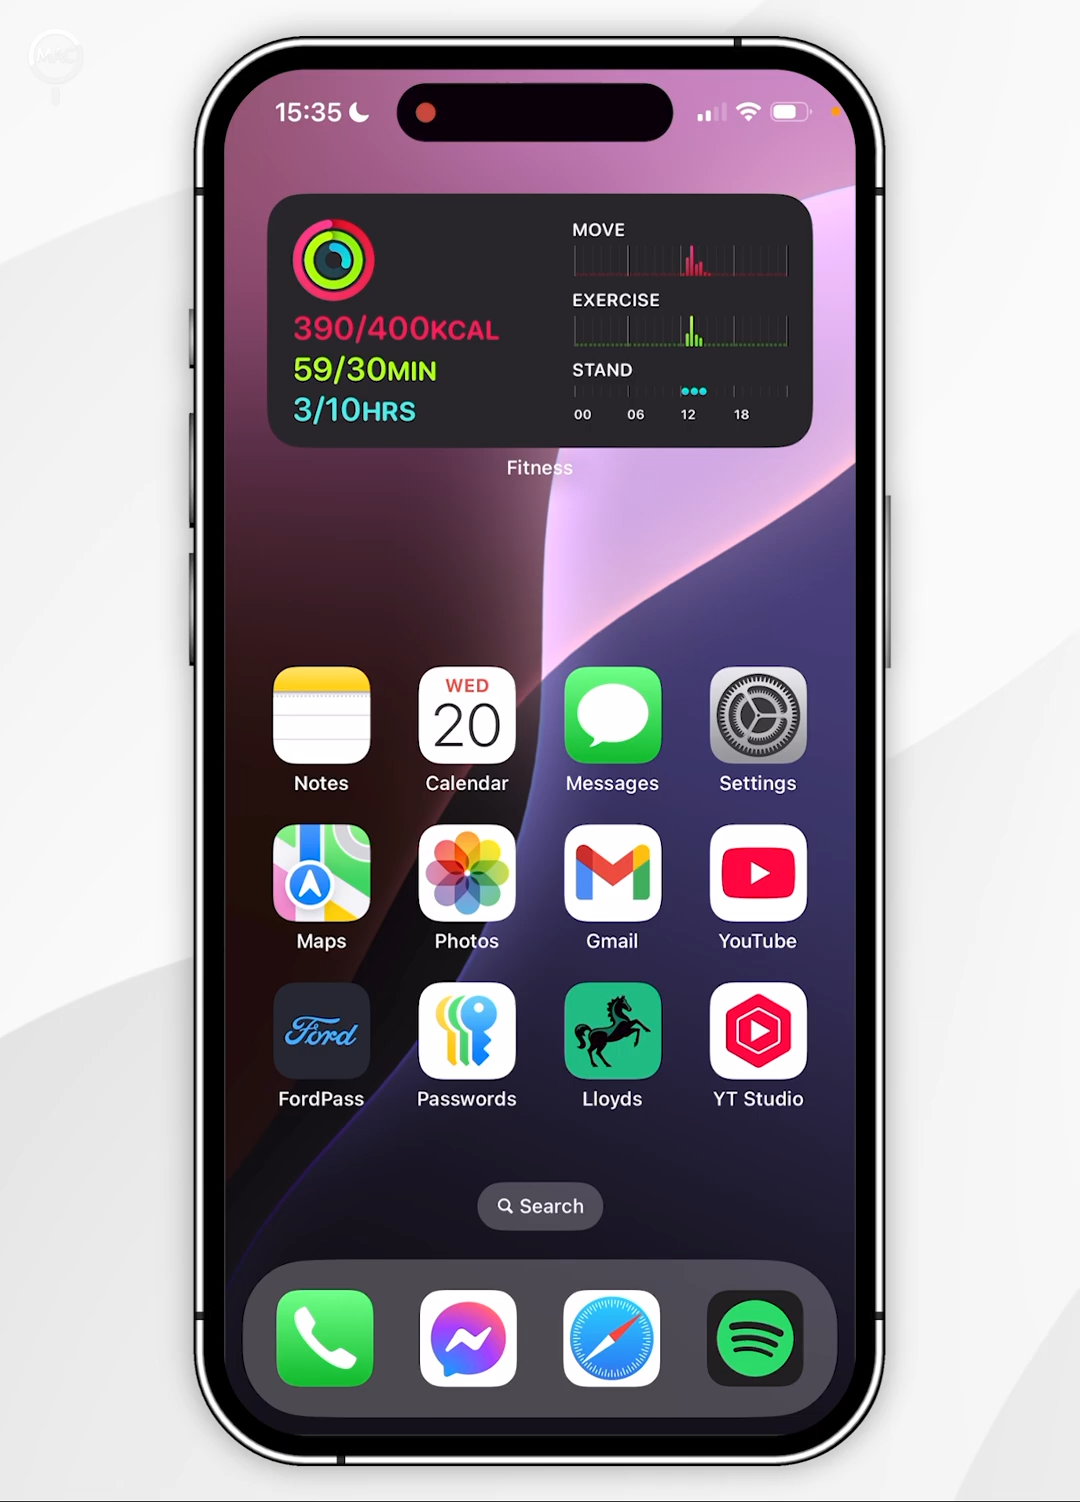 MAC
15:35
MOVE
390/400KCAL
EXERCISE
59/30MIN
STAND
3/10HRS
00 06 12 18
Fitness
WED
20
Notes Calendar Messages Settings
Maps Photos Gmail YouTube
Ford
FordPass Passwords Lloyds YT Studio
Search